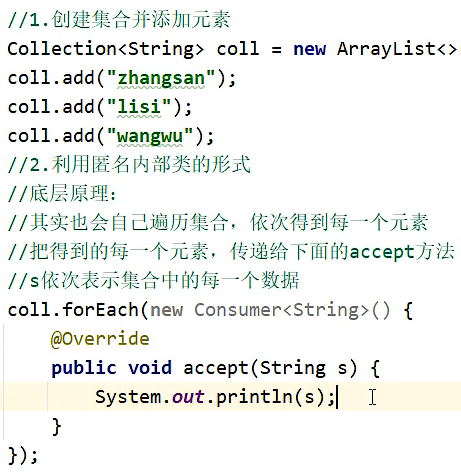 //1.创建集合并添加元素
Collection<String> coll = new ArrayList<>
coll.add("zhangsan");
coll.add("lisi");
coll.add("wangwu");
//2.利用匿名内部类的形式
//底层原理：
//其实也会自己遍历集合，依次得到每一个元素
//把得到的每一个元素，传递给下面的accept方法
//s依次表示集合中的每一个数据
coll.forEach(new Consumer<String>() {
@Override
public void accept(String s) {
System.out.println(s);
}
});